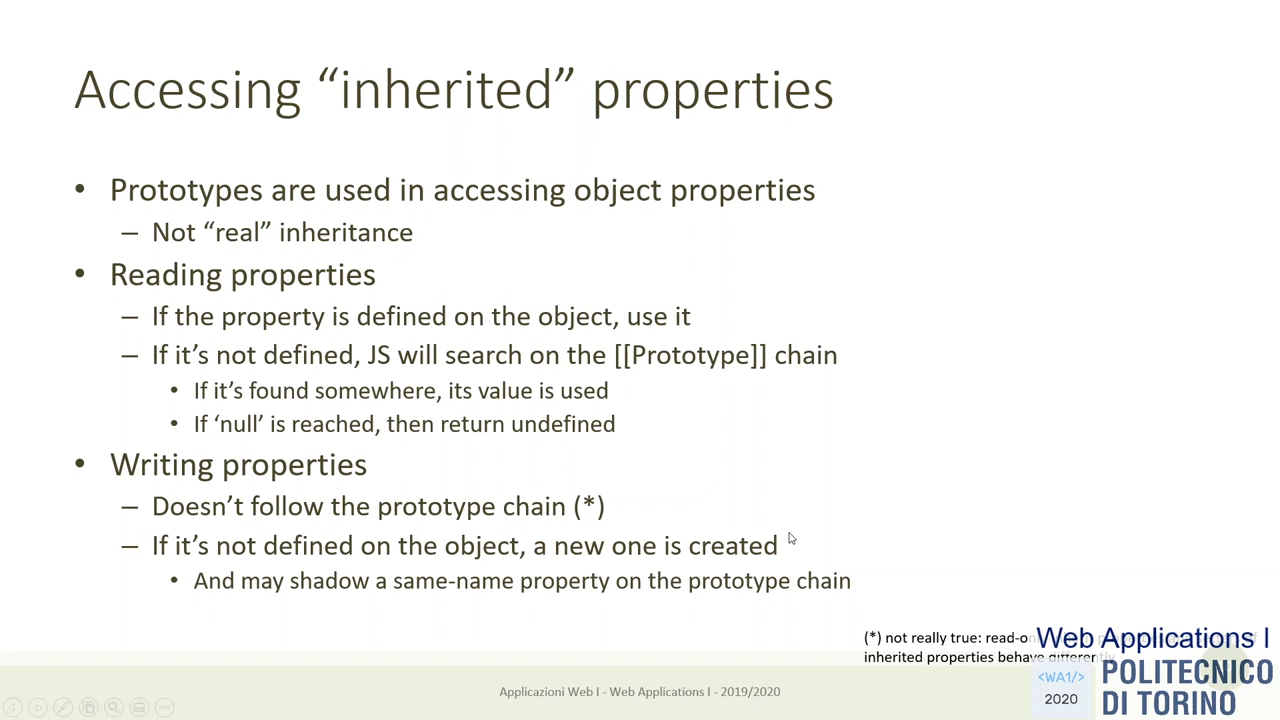 Accessing “inherited” properties
• Prototypes are used in accessing object properties
– Not “real” inheritance
• Reading properties
– If the property is defined on the object, use it
– If it’s not defined, JS will search on the [[Prototype]] chain
• If it’s found somewhere, its value is used
• If ‘null’ is reached, then return undefined
• Writing properties
– Doesn’t follow the prototype chain (*)
– If it’s not defined on the object, a new one is created
• And may shadow a same-name property on the prototype chain
(*) not really true: read-on
inherited properties behave differently
Web Applications I
<WA1/>
2020
POLITECNICO
DI TORINO
Applicazioni Web I - Web Applications I - 2019/2020